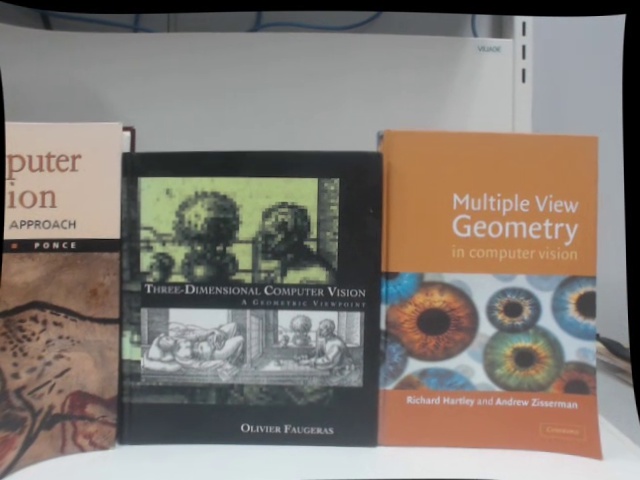 puter
ion
APPROACH
PONCE
THREE-DIMENSIONAL COMPUTER VISION
A GEOMETRIC VIEWPOINT
OLIVIER FAUGERAS
Multiple View
Geometry
in computer vision
Richard Hartley and Andrew Zisserman
CAMBRIDGE